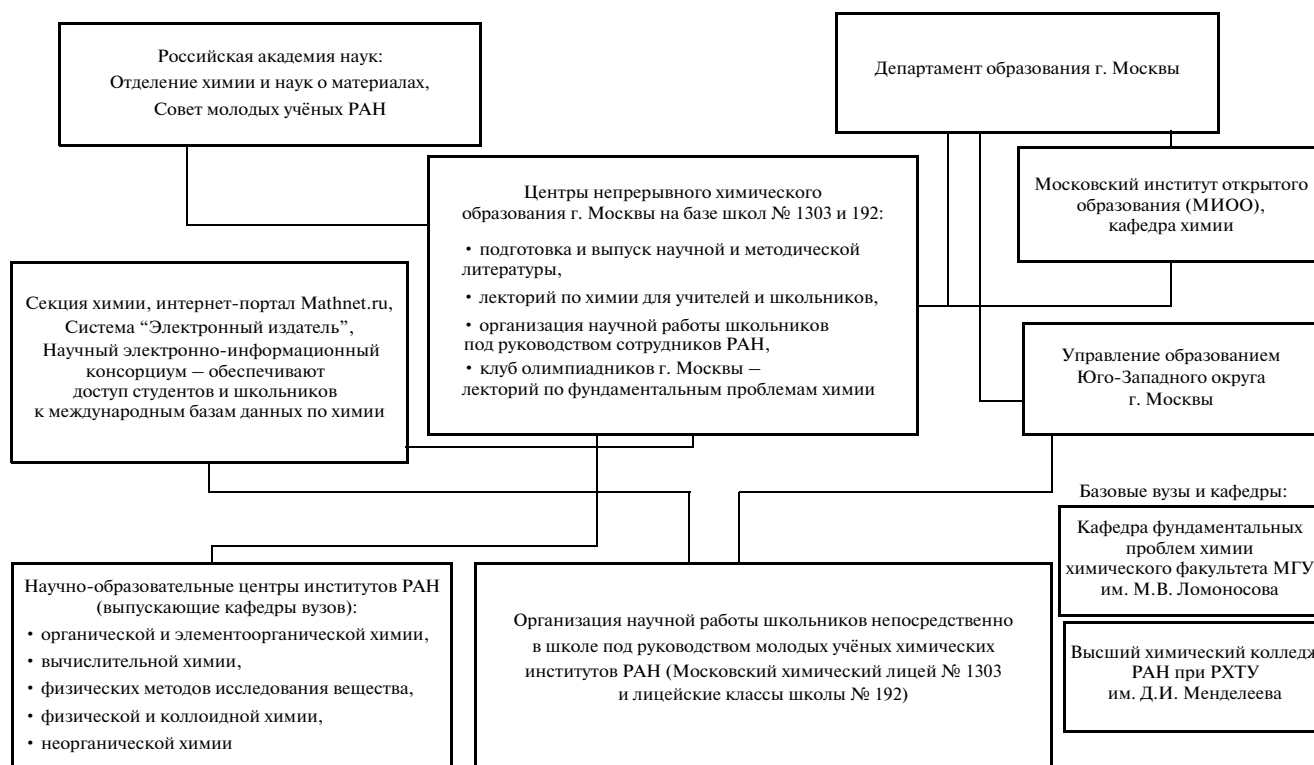 Российская академия наук:
Отделение химии и наук о материалах,
Совет молодых учёных РАН
Департамент образования г. Москвы
Центры непрерывного химического
образования г. Москвы на базе школ № 1303 и 192:
• подготовка и выпуск научной и методической
литературы,
• лекторий по химии для учителей и школьников,
• организация научной работы школьников
под руководством сотрудников РАН,
• клуб олимпиадников г. Москвы –
лекторий по фундаментальным проблемам химии
Московский институт открытого
образования (МИОО),
кафедра химии
Секция химии, интернет-портал Mathnet.ru,
Система “Электронный издатель”,
Научный электронно-информационный
консорциум – обеспечивают
доступ студентов и школьников
к международным базам данных по химии
Управление образованием
Юго-Западного округа
г. Москвы
Базовые вузы и кафедры:
Кафедра фундаментальных
проблем химии
химического факультета МГУ
им. М.В. Ломоносова
Высший химический колледж
РАН при РХТУ
им. Д.И. Менделеева
Научно-образовательные центры институтов РАН
(выпускающие кафедры вузов):
• органической и элементоорганической химии,
• вычислительной химии,
• физических методов исследования вещества,
• физической и коллоидной химии,
• неорганической химии
Организация научной работы школьников непосредственно
в школе под руководством молодых учёных химических
институтов РАН (Московский химический лицей № 1303
и лицейские классы школы № 192)